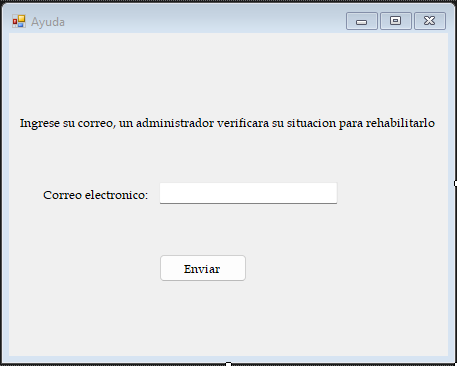 Ayuda
Ingrese su correo, un administrador verificara su situacion para rehabilitarlo
Correo electronico:
Enviar